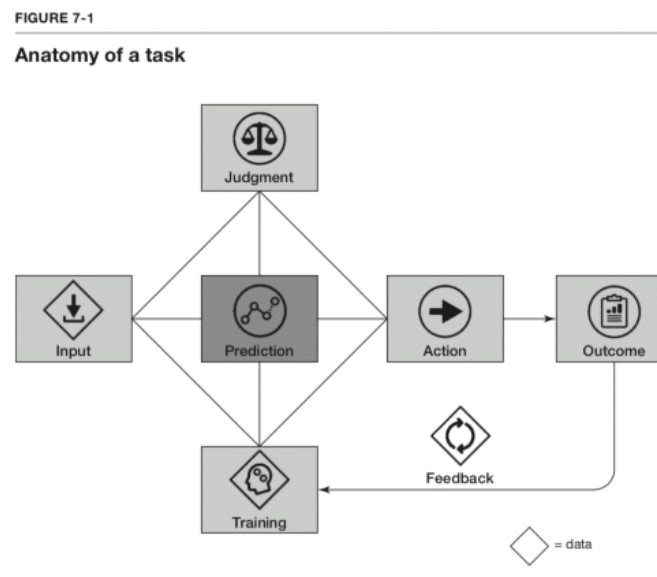 FIGURE 7-1
Anatomy of a task
Judgment
Input
Prediction
Action
Outcome
Feedback
Training
= data